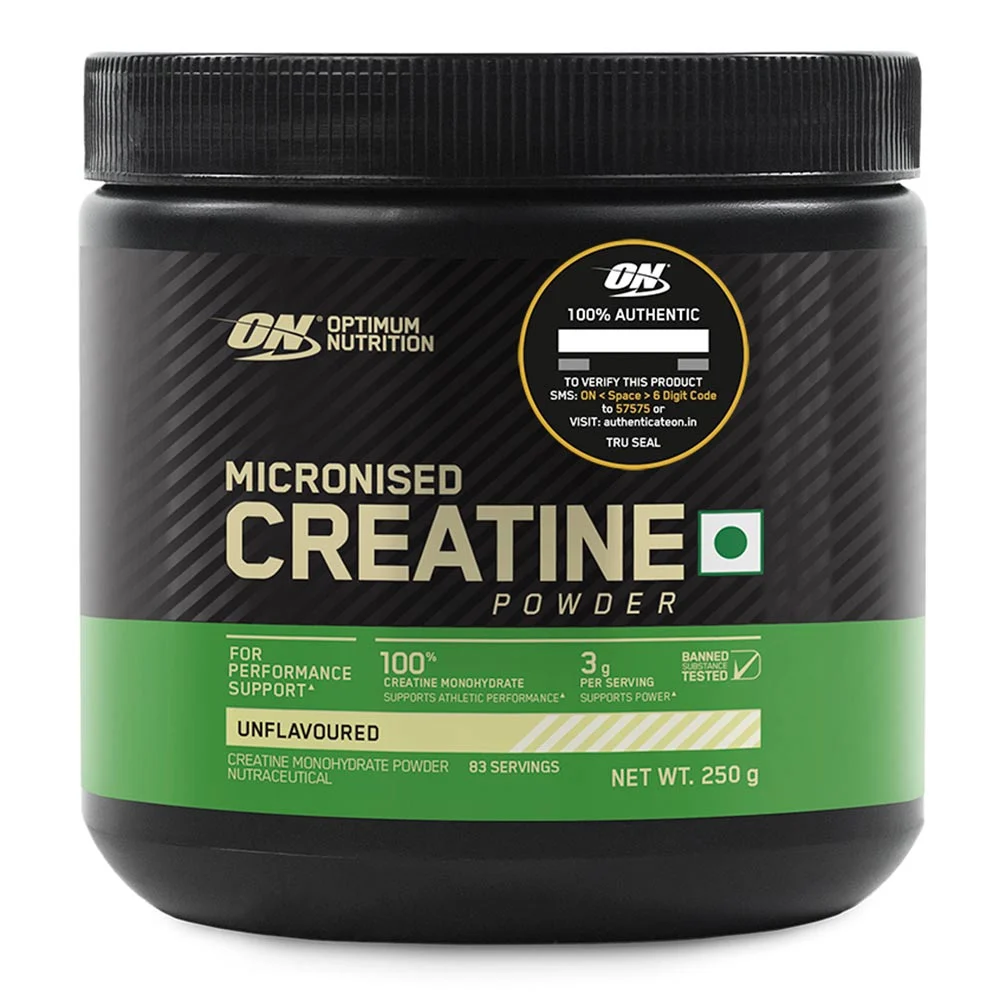 ON® OPTIMUM
NUTRITION
ON®
100% AUTHENTIC
TO VERIFY THIS PRODUCT
SMS: ON < Space > 6 Digit Code
to 57575 or
VISIT: authenticateon.in
TRU SEAL
MICRONISED
CREATINE
POWDER
FOR
PERFORMANCE
SUPPORT▲
100%
CREATINE MONOHYDRATE
SUPPORTS ATHLETIC PERFORMANCE▲
3g
PER SERVING
SUPPORTS POWER▲
BANNED
SUBSTANCE
TESTED
UNFLAVOURED
CREATINE MONOHYDRATE POWDER
NUTRACEUTICAL
83 SERVINGS
NET WT. 250 g